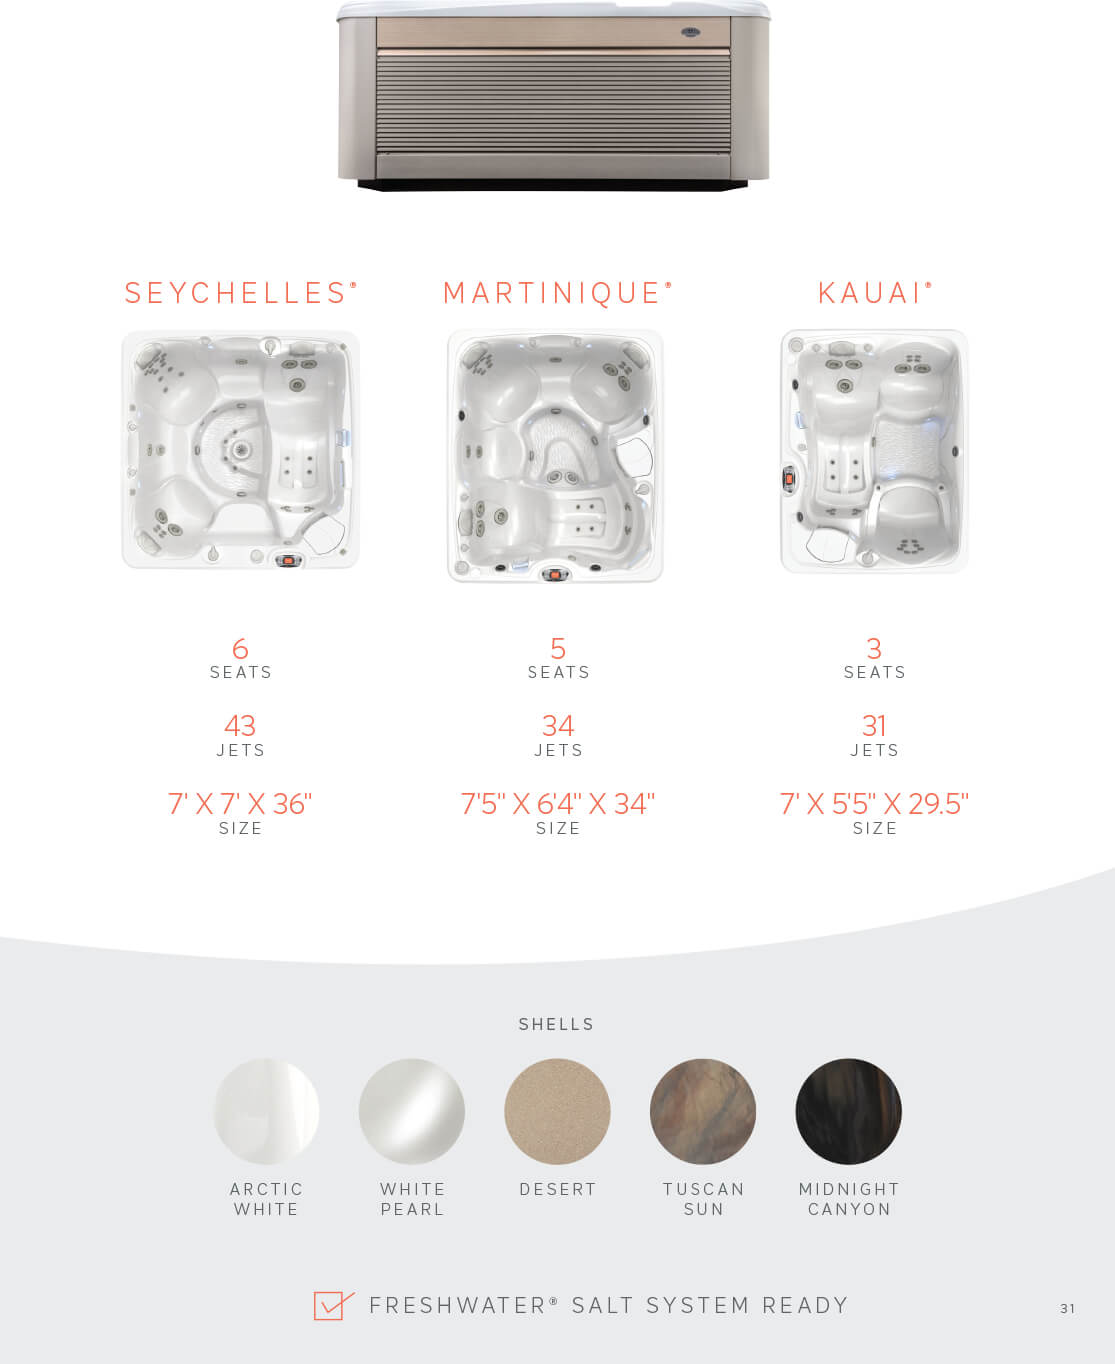 SEYCHELLES®
MARTINIQUE®
KAUAI®
6
SEATS
43
JETS
7' X 7' X 36"
SIZE
5
SEATS
34
JETS
7'5" X 6'4" X 34"
SIZE
3
SEATS
31
JETS
7' X 5'5" X 29.5"
SIZE
SHELLS
ARCTIC
WHITE
WHITE
PEARL
DESERT
TUSCAN
SUN
MIDNIGHT
CANYON
FRESHWATER® SALT SYSTEM READY
31